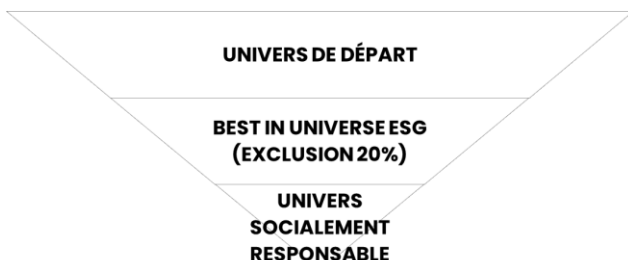 UNIVERS DE DÉPART
BEST IN UNIVERSE ESG
(EXCLUSION 20%)
UNIVERS
SOCIALEMENT
RESPONSABLE